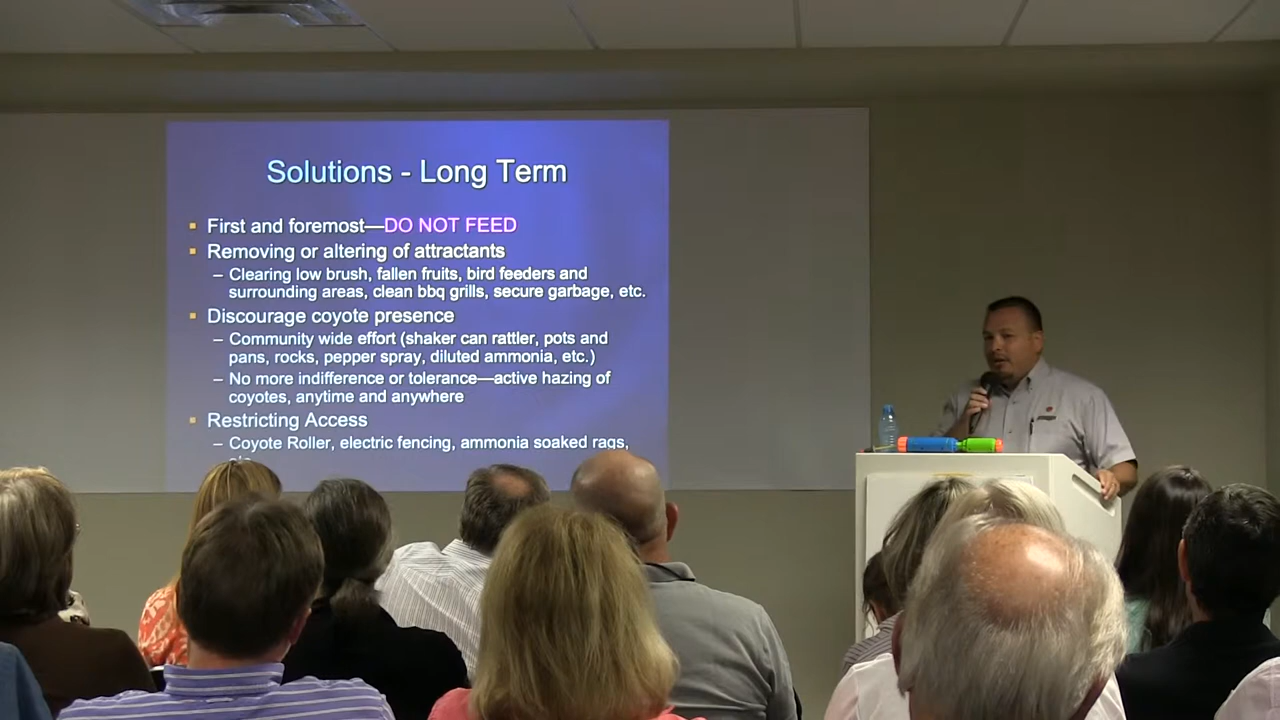 Solutions - Long Term
First and foremost—DO NOT FEED
Removing or altering of attractants
– Clearing low brush, fallen fruits, bird feeders and
surrounding areas, clean bbq grills, secure garbage, etc.
Discourage coyote presence
– Community wide effort (shaker can rattler, pots and
pans, rocks, pepper spray, diluted ammonia, etc.)
– No more indifference or tolerance—active hazing of
coyotes, anytime and anywhere
Restricting Access
– Coyote Roller, electric fencing, ammonia soaked rags,